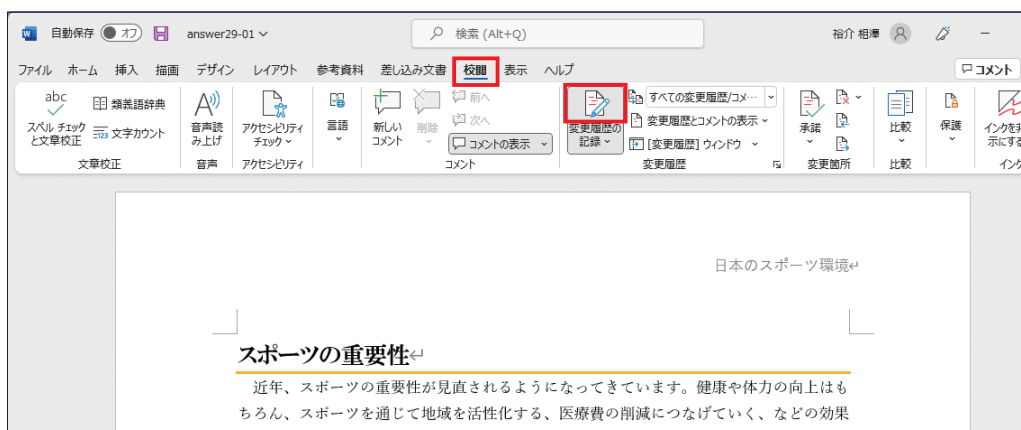 自動保存 オフ answer29-01 検索 (Alt+Q) 裕介 相澤
ファイル ホーム 挿入 描画 デザイン レイアウト 参考資料 差し込み文書 校閲 表示 ヘルプ コメント
abc
スペル チェック
と文章校正
類義語辞典
123 文字カウント
文章校正
A
音声読
み上げ
音声
アクセシビリティ
チェック
アクセシビリティ
言語
新しい
コメント
削除
前へ
次へ
コメントの表示
コメント
変更履歴の
記録
すべての変更履歴/コメ…
変更履歴とコメントの表示
[変更履歴] ウィンドウ
変更履歴
承諾
変更箇所
比較
比較
保護
インクを非
示にする
インク
日本のスポーツ環境↵
スポーツの重要性↵
近年、スポーツの重要性が見直されるようになってきています。健康や体力の向上はも
ちろん、スポーツを通じて地域を活性化する、医療費の削減につなげていく、などの効果